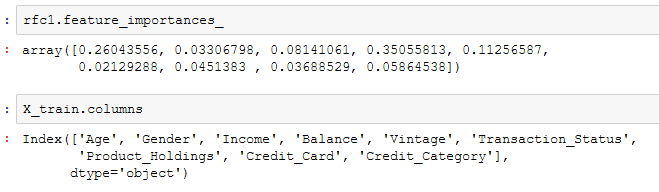 : rfc1.feature_importances_
: array([0.26043556, 0.03306798, 0.08141061, 0.35055813, 0.11256587,
0.02129288, 0.0451383 , 0.03688529, 0.05864538])
: X_train.columns
: Index(['Age', 'Gender', 'Income', 'Balance', 'Vintage', 'Transaction_Status',
'Product_Holdings', 'Credit_Card', 'Credit_Category'],
dtype='object')